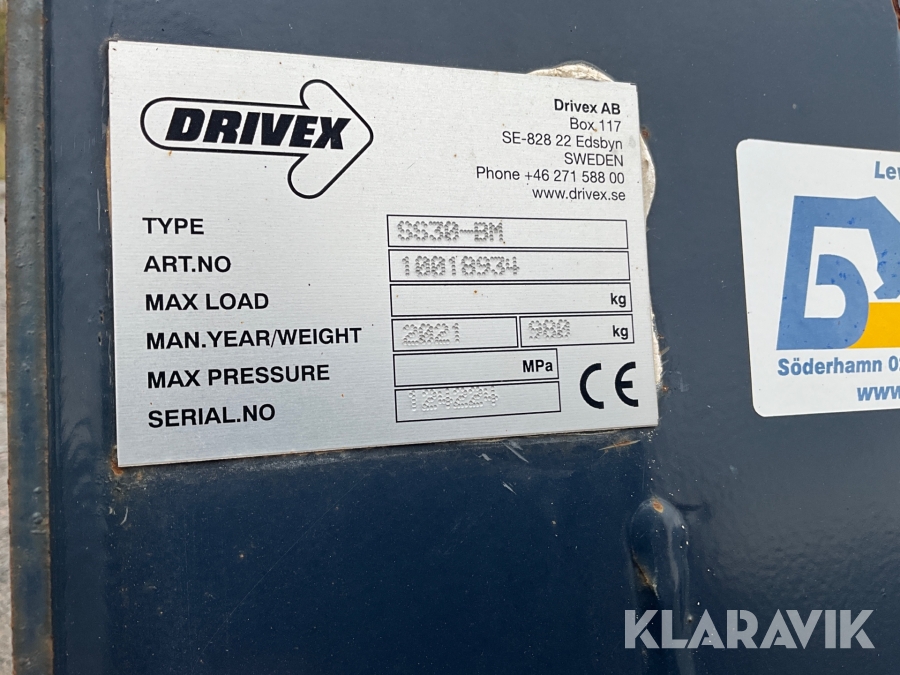 DRIVEX
Drivex AB
Box 117
SE-828 22 Edsbyn
SWEDEN
Phone +46 271 588 00
www.drivex.se
TYPE SS30-BM
ART.NO 10018934
MAX LOAD kg
MAN.YEAR/WEIGHT 2021 980 kg
MAX PRESSURE MPa
SERIAL.NO 124224
CE
Söderhamn
www.
KLARAVIK